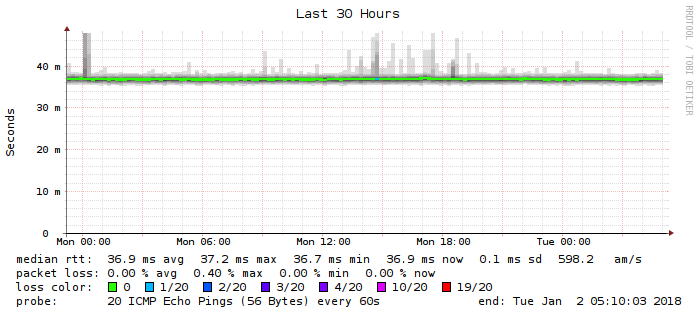 Last 30 Hours
RRDTOOL / TOBI OETIKER
Seconds
40 m
30 m
20 m
10 m
0
Mon 00:00 Mon 06:00 Mon 12:00 Mon 18:00 Tue 00:00
median rtt: 36.9 ms avg 37.2 ms max 36.7 ms min 36.9 ms now 0.1 ms sd 598.2 am/s
packet loss: 0.00 % avg 0.40 % max 0.00 % min 0.00 % now
loss color: 0 1/20 2/20 3/20 4/20 10/20 19/20
probe: 20 ICMP Echo Pings (56 Bytes) every 60s end: Tue Jan 2 05:10:03 2018